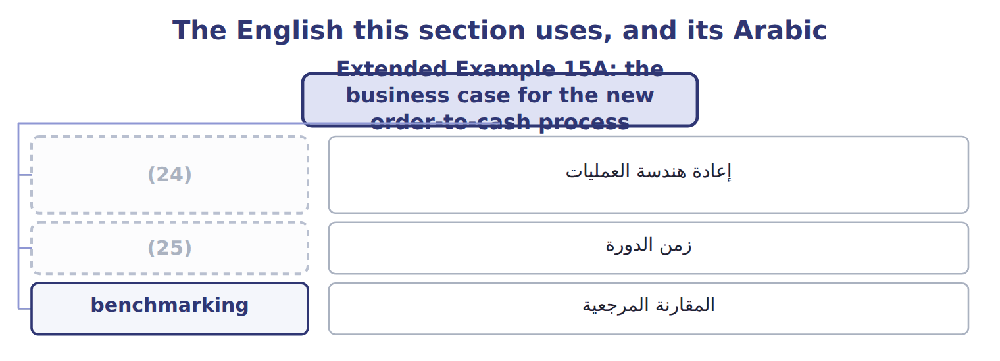 The English this section uses, and its Arabic
Extended Example 15A: the
business case for the new
order-to-cash process
(24)
إعادة هندسة العمليات
(25)
زمن الدورة
benchmarking
المقارنة المرجعية